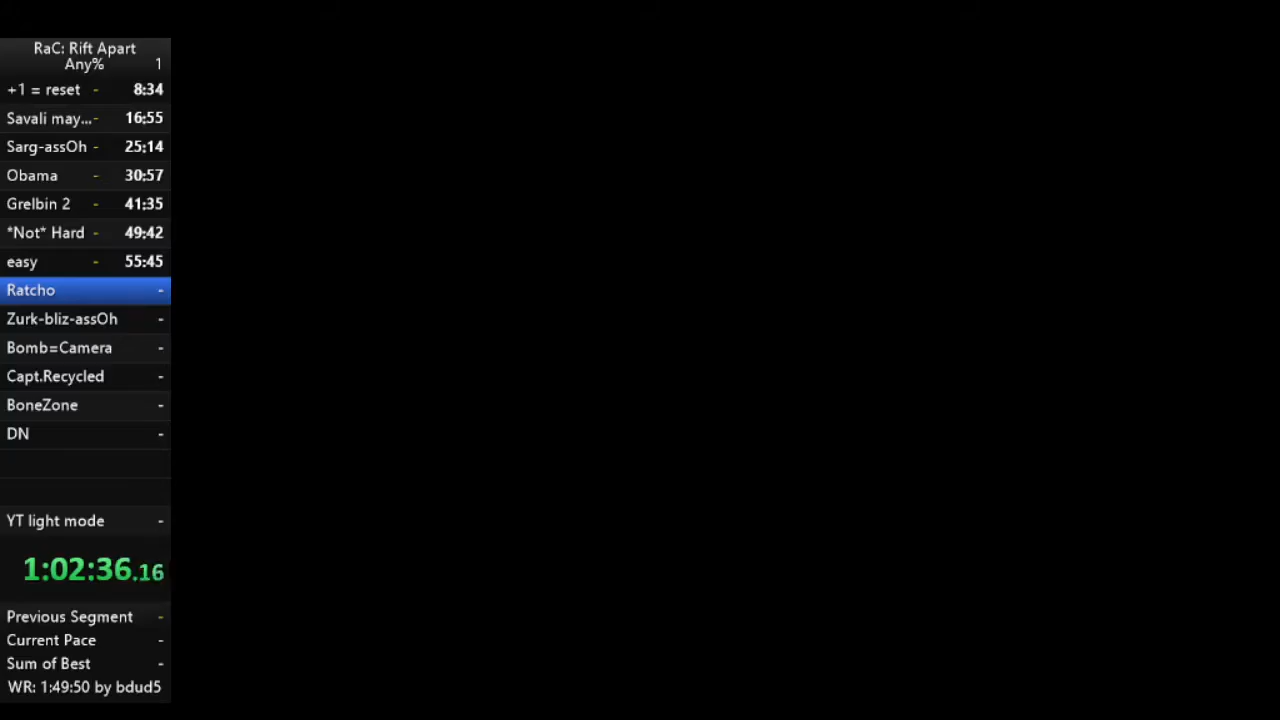 RaC: Rift Apart
Any% 1
+1 = reset - 8:34
Savali may...- 16:55
Sarg-assOh - 25:14
Obama - 30:57
Grelbin 2 - 41:35
*Not* Hard - 49:42
easy - 55:45
Ratcho -
Zurk-bliz-assOh -
Bomb=Camera -
Capt.Recycled -
BoneZone -
DN -
YT light mode -
1:02:36.16
Previous Segment -
Current Pace -
Sum of Best -
WR: 1:49:50 by bdud5